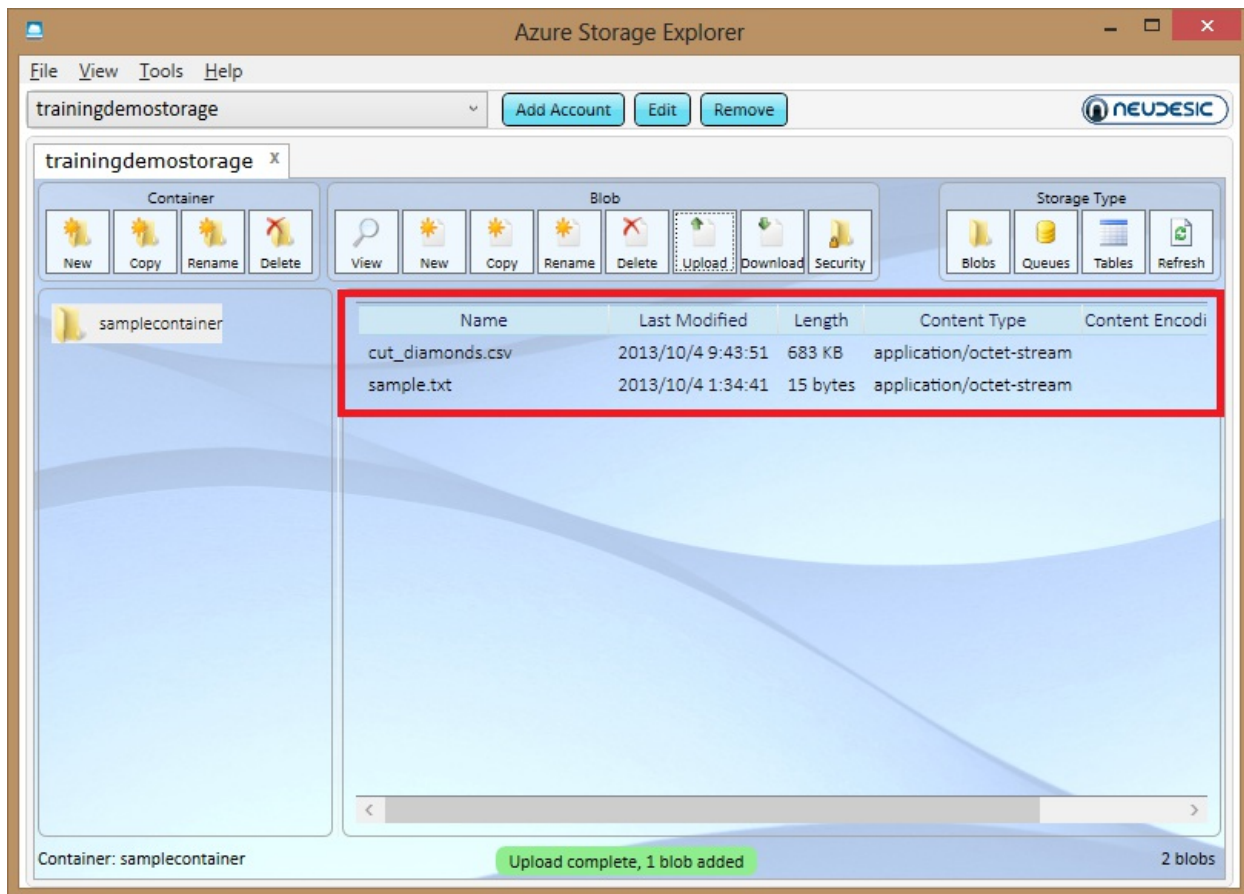 Azure Storage Explorer
File View Tools Help
trainingdemostorage Add Account Edit Remove NEUDESIC
trainingdemostorage X
Container Blob Storage Type
New Copy Rename Delete View New Copy Rename Delete Upload Download Security Blobs Queues Tables Refresh
samplecontainer
Name Last Modified Length Content Type Content Encodi
cut_diamonds.csv 2013/10/4 9:43:51 683 KB application/octet-stream
sample.txt 2013/10/4 1:34:41 15 bytes application/octet-stream
Container: samplecontainer Upload complete, 1 blob added 2 blobs